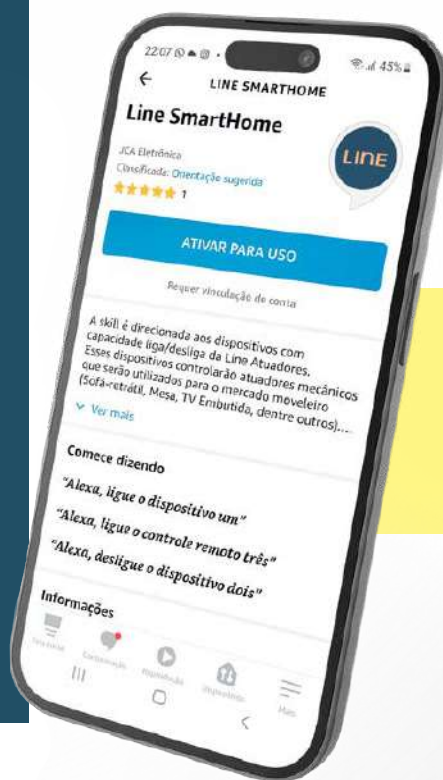 22:07
45%
LINE SMARTHOME
Line SmartHome
JCA Eletrônica
Classificada: Orientação sugerida
1
LINE
ATIVAR PARA USO
Requer vinculação de conta
A skill é direcionada aos dispositivos com
capacidade liga/desliga da Line Atuadores.
Esses dispositivos controlarão atuadores mecânicos
que serão utilizados para o mercado moveleiro
(Sofá-retrátil, Mesa, TV Embutida, dentre outros)....
Ver mais
Comece dizendo
"Alexa, ligue o dispositivo um"
"Alexa, ligue o controle remoto três"
"Alexa, desligue o dispositivo dois"
Informações
Mais